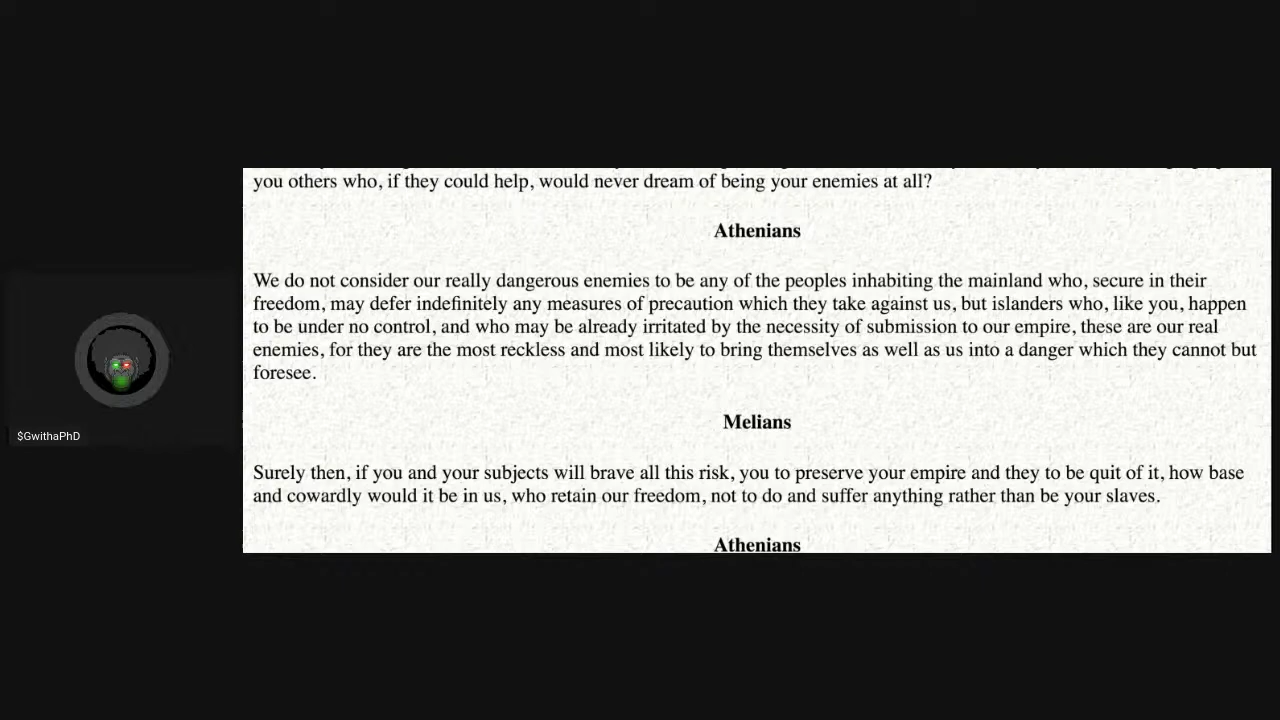 you others who, if they could help, would never dream of being your enemies at all?
Athenians
We do not consider our really dangerous enemies to be any of the peoples inhabiting the mainland who, secure in their
freedom, may defer indefinitely any measures of precaution which they take against us, but islanders who, like you, happen
to be under no control, and who may be already irritated by the necessity of submission to our empire, these are our real
enemies, for they are the most reckless and most likely to bring themselves as well as us into a danger which they cannot but
foresee.
Melians
Surely then, if you and your subjects will brave all this risk, you to preserve your empire and they to be quit of it, how base
and cowardly would it be in us, who retain our freedom, not to do and suffer anything rather than be your slaves.
Athenians
$GwithaPhD